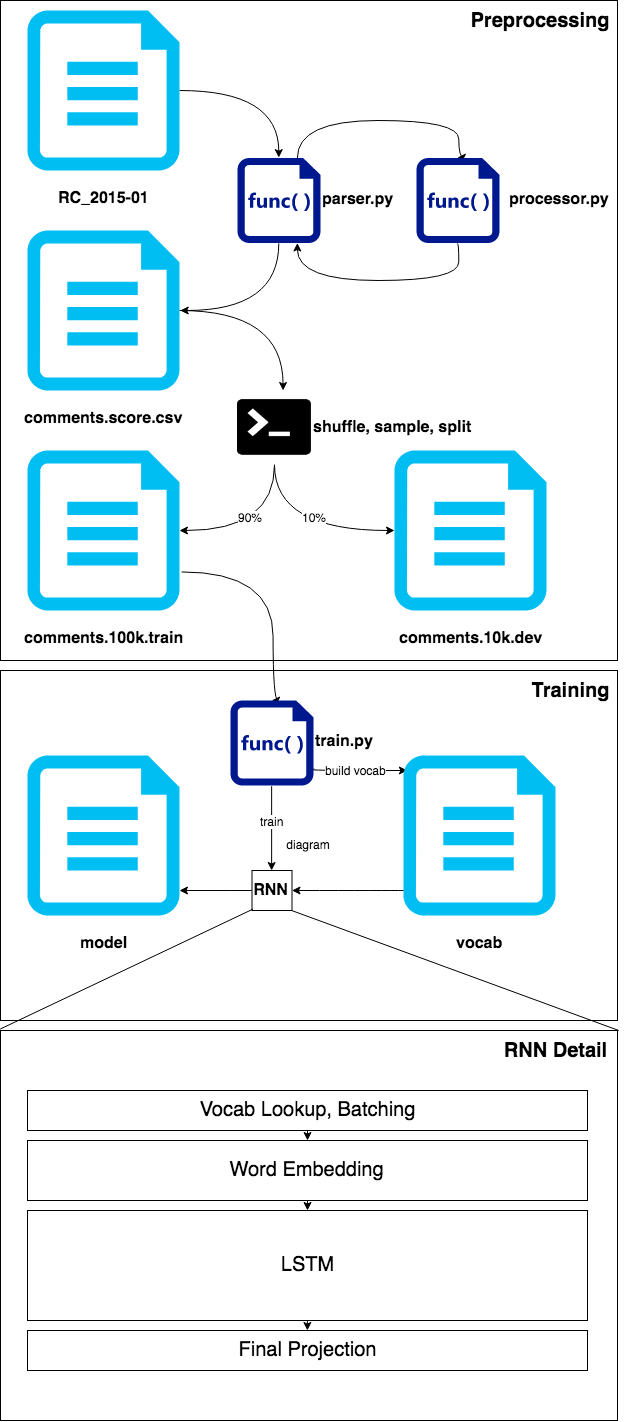 Preprocessing
RC_2015-01
func( )
parser.py
func( )
processor.py
comments.score.csv
>_
shuffle, sample, split
90%
10%
comments.100k.train
comments.10k.dev
Training
func( )
train.py
build vocab
train
diagram
RNN
model
vocab
RNN Detail
Vocab Lookup, Batching
Word Embedding
LSTM
Final Projection